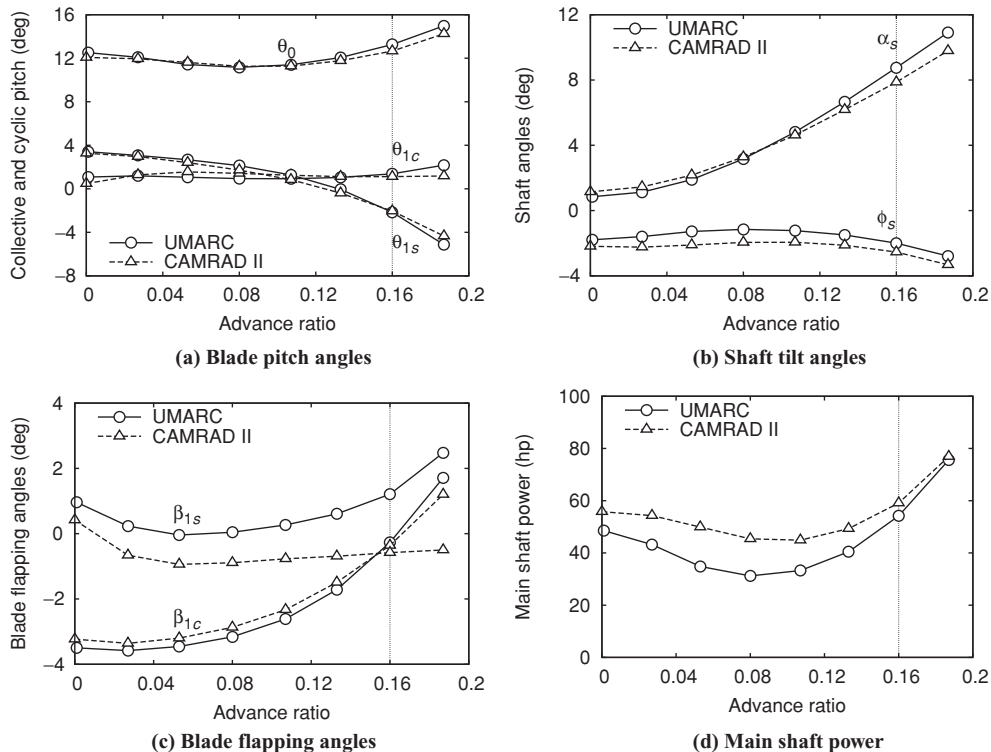 Collective and cyclic pitch (deg)
16
12
8
4
0
−4
−8
θ0
θ1c
θ1s
UMARC
CAMRAD II
0 0.04 0.08 0.12 0.16 0.2
Advance ratio
(a) Blade pitch angles
Shaft angles (deg)
12
8
4
0
−4
UMARC
CAMRAD II
αs
ϕs
0 0.04 0.08 0.12 0.16 0.2
Advance ratio
(b) Shaft tilt angles
Blade flapping angles (deg)
4
2
0
−2
−4
UMARC
CAMRAD II
β1s
β1c
0 0.04 0.08 0.12 0.16 0.2
Advance ratio
(c) Blade flapping angles
Main shaft power (hp)
100
80
60
40
20
0
UMARC
CAMRAD II
0 0.04 0.08 0.12 0.16 0.2
Advance ratio
(d) Main shaft power